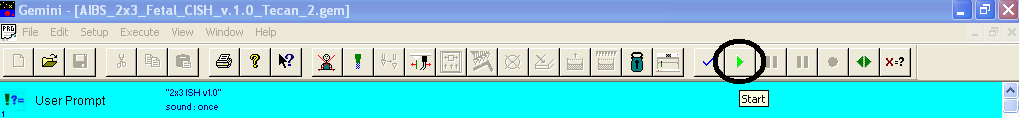 Gemini - [AIBS_2x3_Fetal_CISH_v.1.0_Tecan_2.gem]
PRG File Edit Setup Execute View Window Help
X=?
Start
!?= User Prompt "2x3 ISH v1.0"
sound : once
1